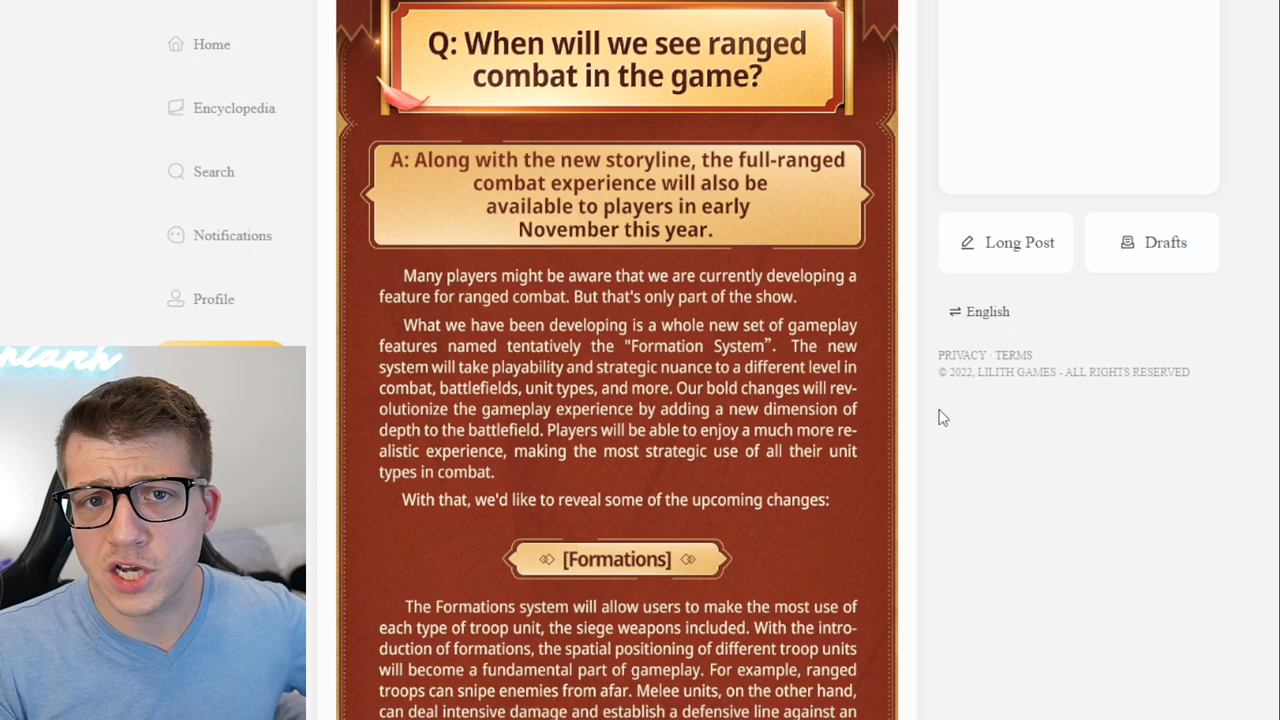 Home
Encyclopedia
Search
Notifications
Profile
Q: When will we see ranged
combat in the game?
A: Along with the new storyline, the full-ranged
combat experience will also be
available to players in early
November this year.
Many players might be aware that we are currently developing a
feature for ranged combat. But that's only part of the show.
What we have been developing is a whole new set of gameplay
features named tentatively the "Formation System”. The new
system will take playability and strategic nuance to a different level in
combat, battlefields, unit types, and more. Our bold changes will rev-
olutionize the gameplay experience by adding a new dimension of
depth to the battlefield. Players will be able to enjoy a much more re-
alistic experience, making the most strategic use of all their unit
types in combat.
With that, we'd like to reveal some of the upcoming changes:
[Formations]
The Formations system will allow users to make the most use of
each type of troop unit, the siege weapons included. With the intro-
duction of formations, the spatial positioning of different troop units
will become a fundamental part of gameplay. For example, ranged
troops can snipe enemies from afar. Melee units, on the other hand,
can deal intensive damage and establish a defensive line against an
Long Post
Drafts
English
PRIVACY · TERMS
© 2022, LILITH GAMES - ALL RIGHTS RESERVED